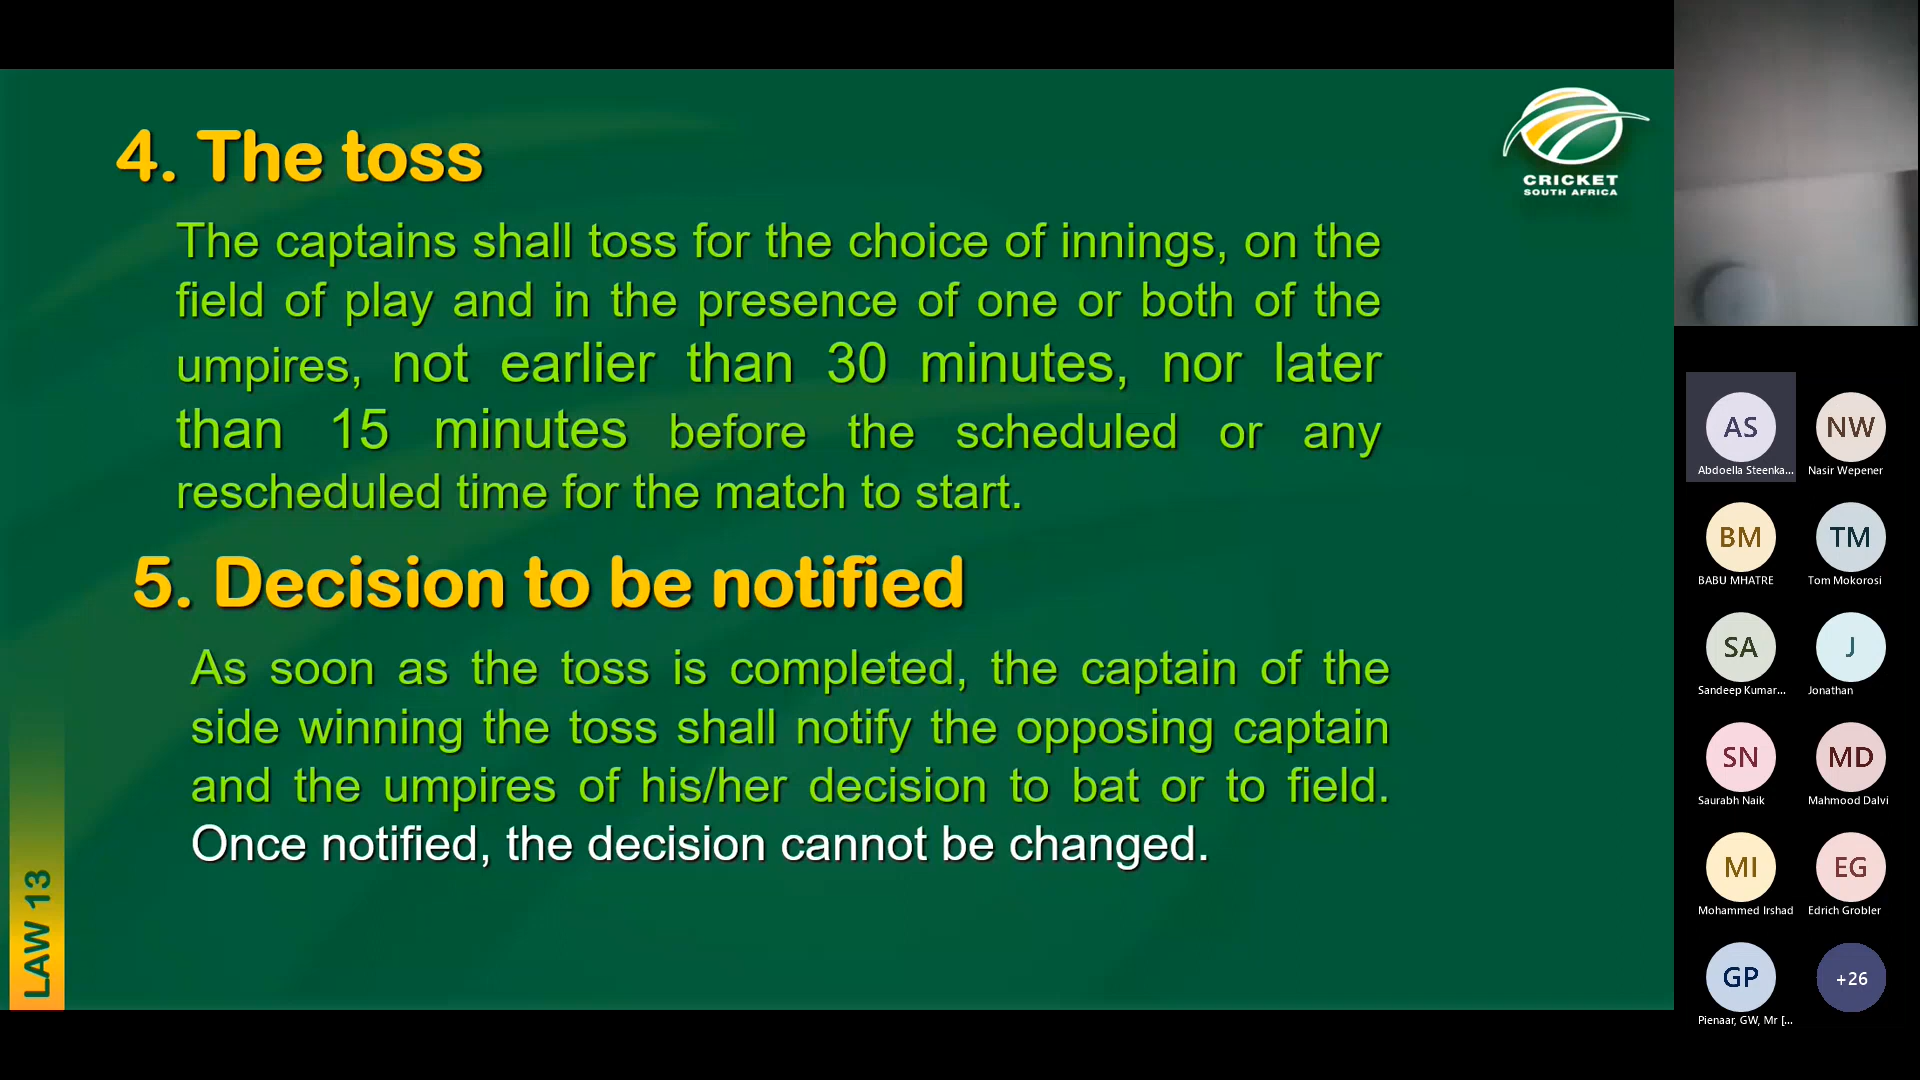 4. The toss
CRICKET
SOUTH AFRICA
The captains shall toss for the choice of innings, on the
field of play and in the presence of one or both of the
umpires, not earlier than 30 minutes, nor later
than 15 minutes before the scheduled or any
rescheduled time for the match to start.
5. Decision to be notified
As soon as the toss is completed, the captain of the
side winning the toss shall notify the opposing captain
and the umpires of his/her decision to bat or to field.
Once notified, the decision cannot be changed.
LAW 13
AS
Abdoella Steenka...
NW
Nasir Wepener
BM
BABU MHATRE
TM
Tom Mokorosi
SA
Sandeep Kumar...
J
Jonathan
SN
Saurabh Naik
MD
Mahmood Dalvi
MI
Mohammed Irshad
EG
Edrich Grobler
GP
Pienaar, GW, Mr [...
+26